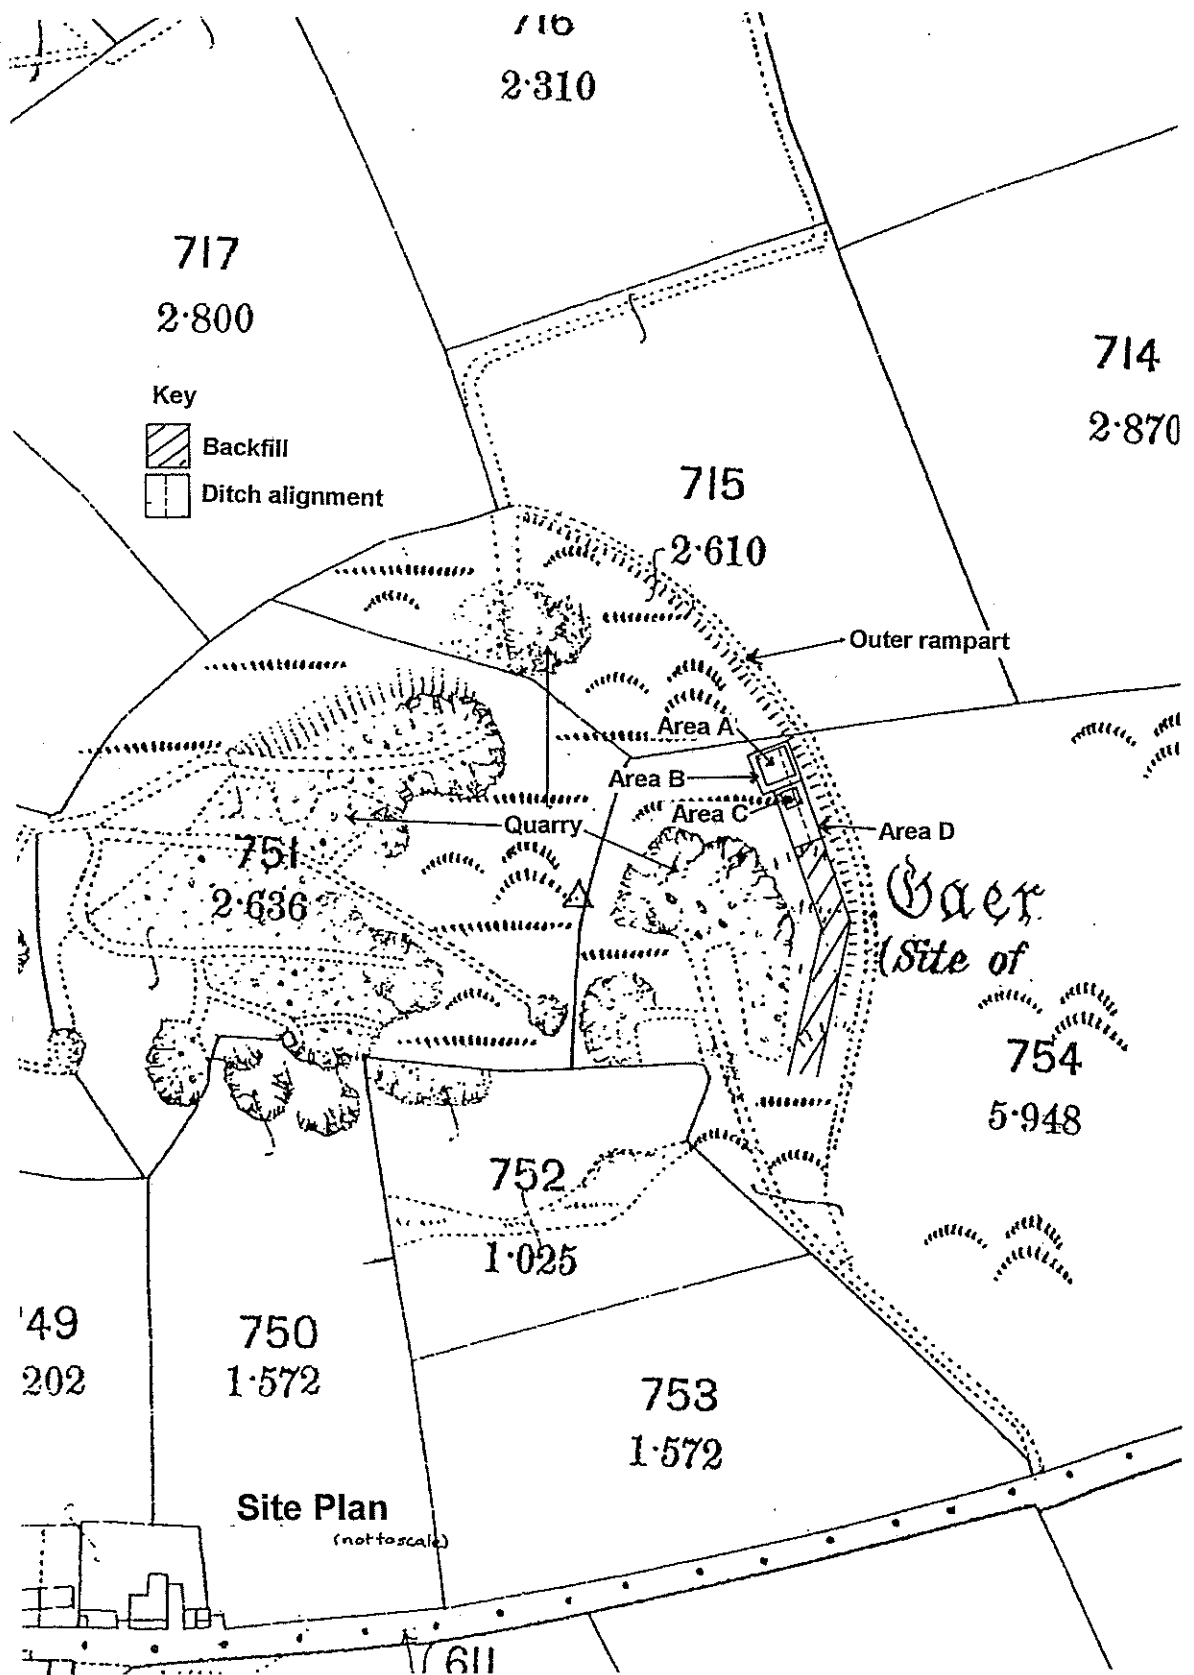 716
2·310
717
2·800
714
2·870
Key
Backfill
Ditch alignment
715
2·610
Outer rampart
Area A
Area B
Area C
Quarry
Area D
751
2·636
Gaer
(Site of
754
5·948
752
1·025
'49
202
750
1·572
753
1·572
Site Plan
(not to scale)
611